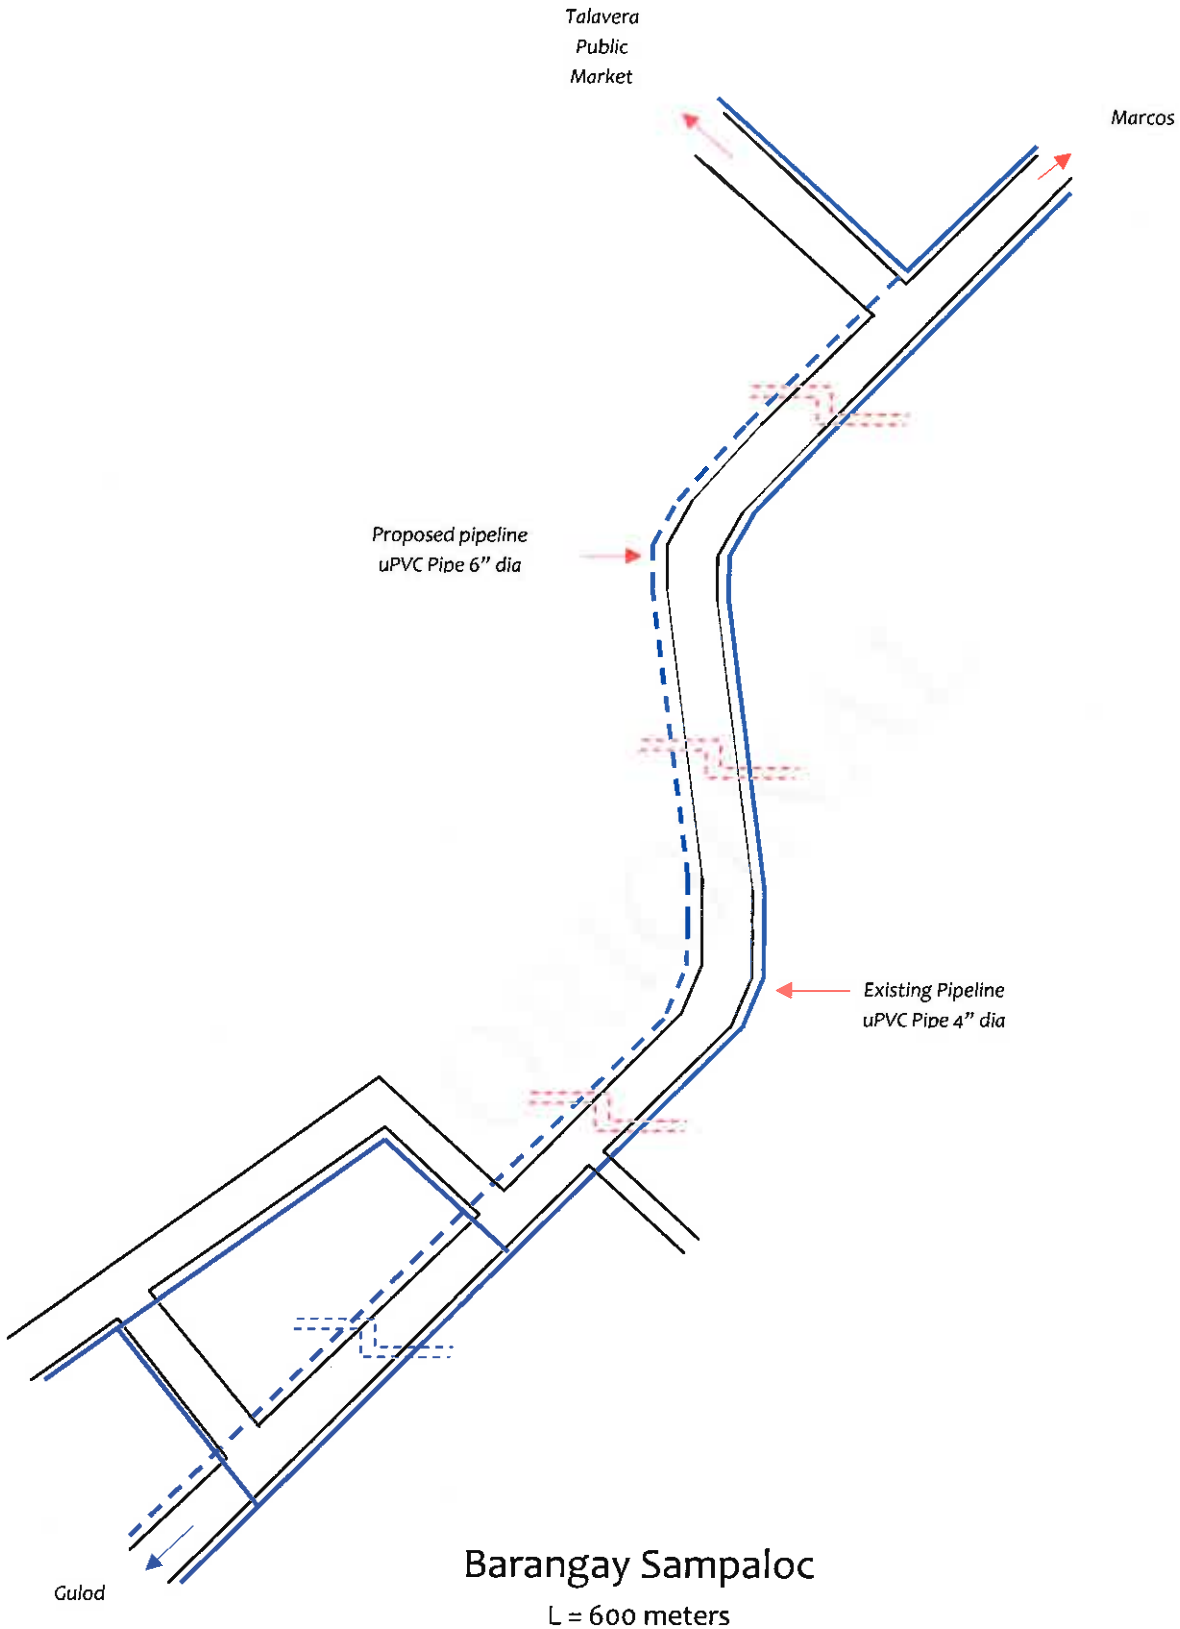 Talavera
Public
Market
Marcos
Proposed pipeline
uPVC Pipe 6” dia
Existing Pipeline
uPVC Pipe 4” dia
Gulod
Barangay Sampaloc
L = 600 meters